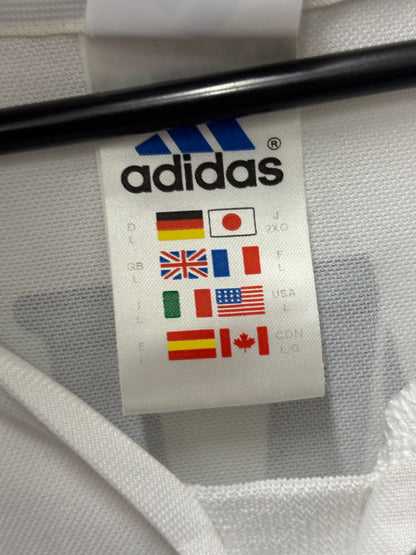 adidas®
D J
L 2XO
GB F
L L
I USA
L L
E CDN
L L/G